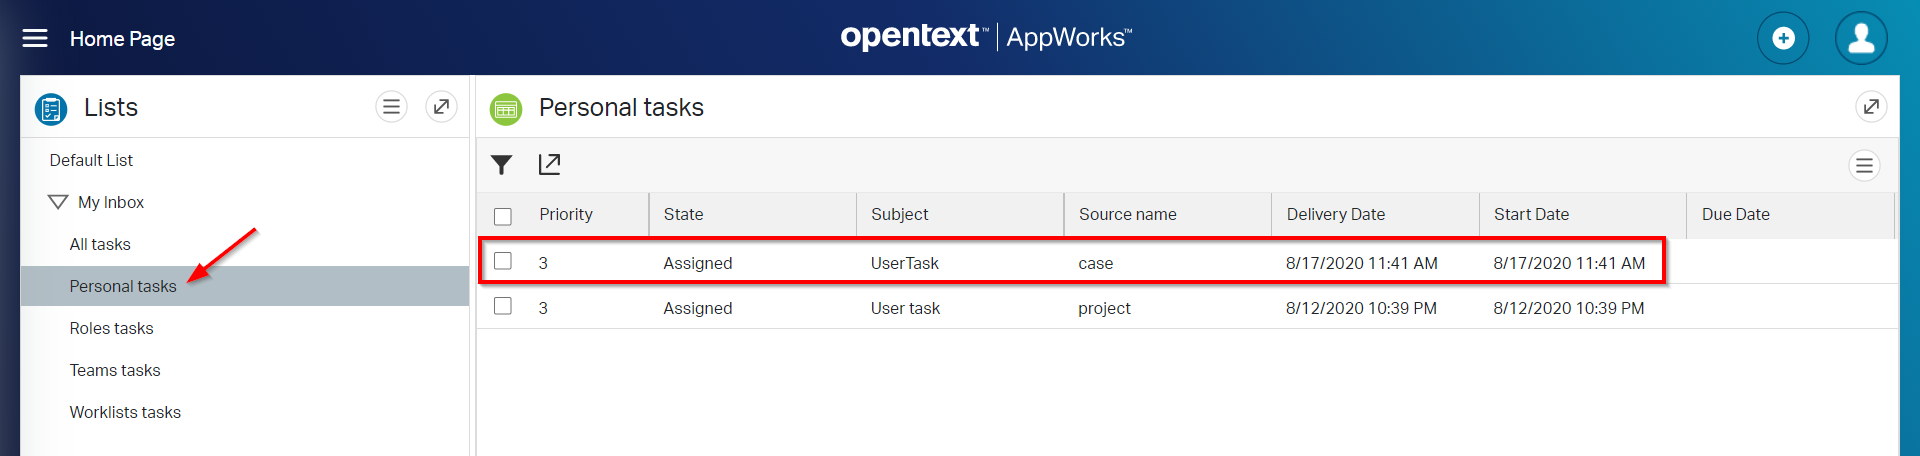 Home Page
opentext™ | AppWorks™
Lists
Default List
My Inbox
All tasks
Personal tasks
Roles tasks
Teams tasks
Worklists tasks
Personal tasks
Priority State Subject Source name Delivery Date Start Date Due Date
3 Assigned UserTask case 8/17/2020 11:41 AM 8/17/2020 11:41 AM
3 Assigned User task project 8/12/2020 10:39 PM 8/12/2020 10:39 PM